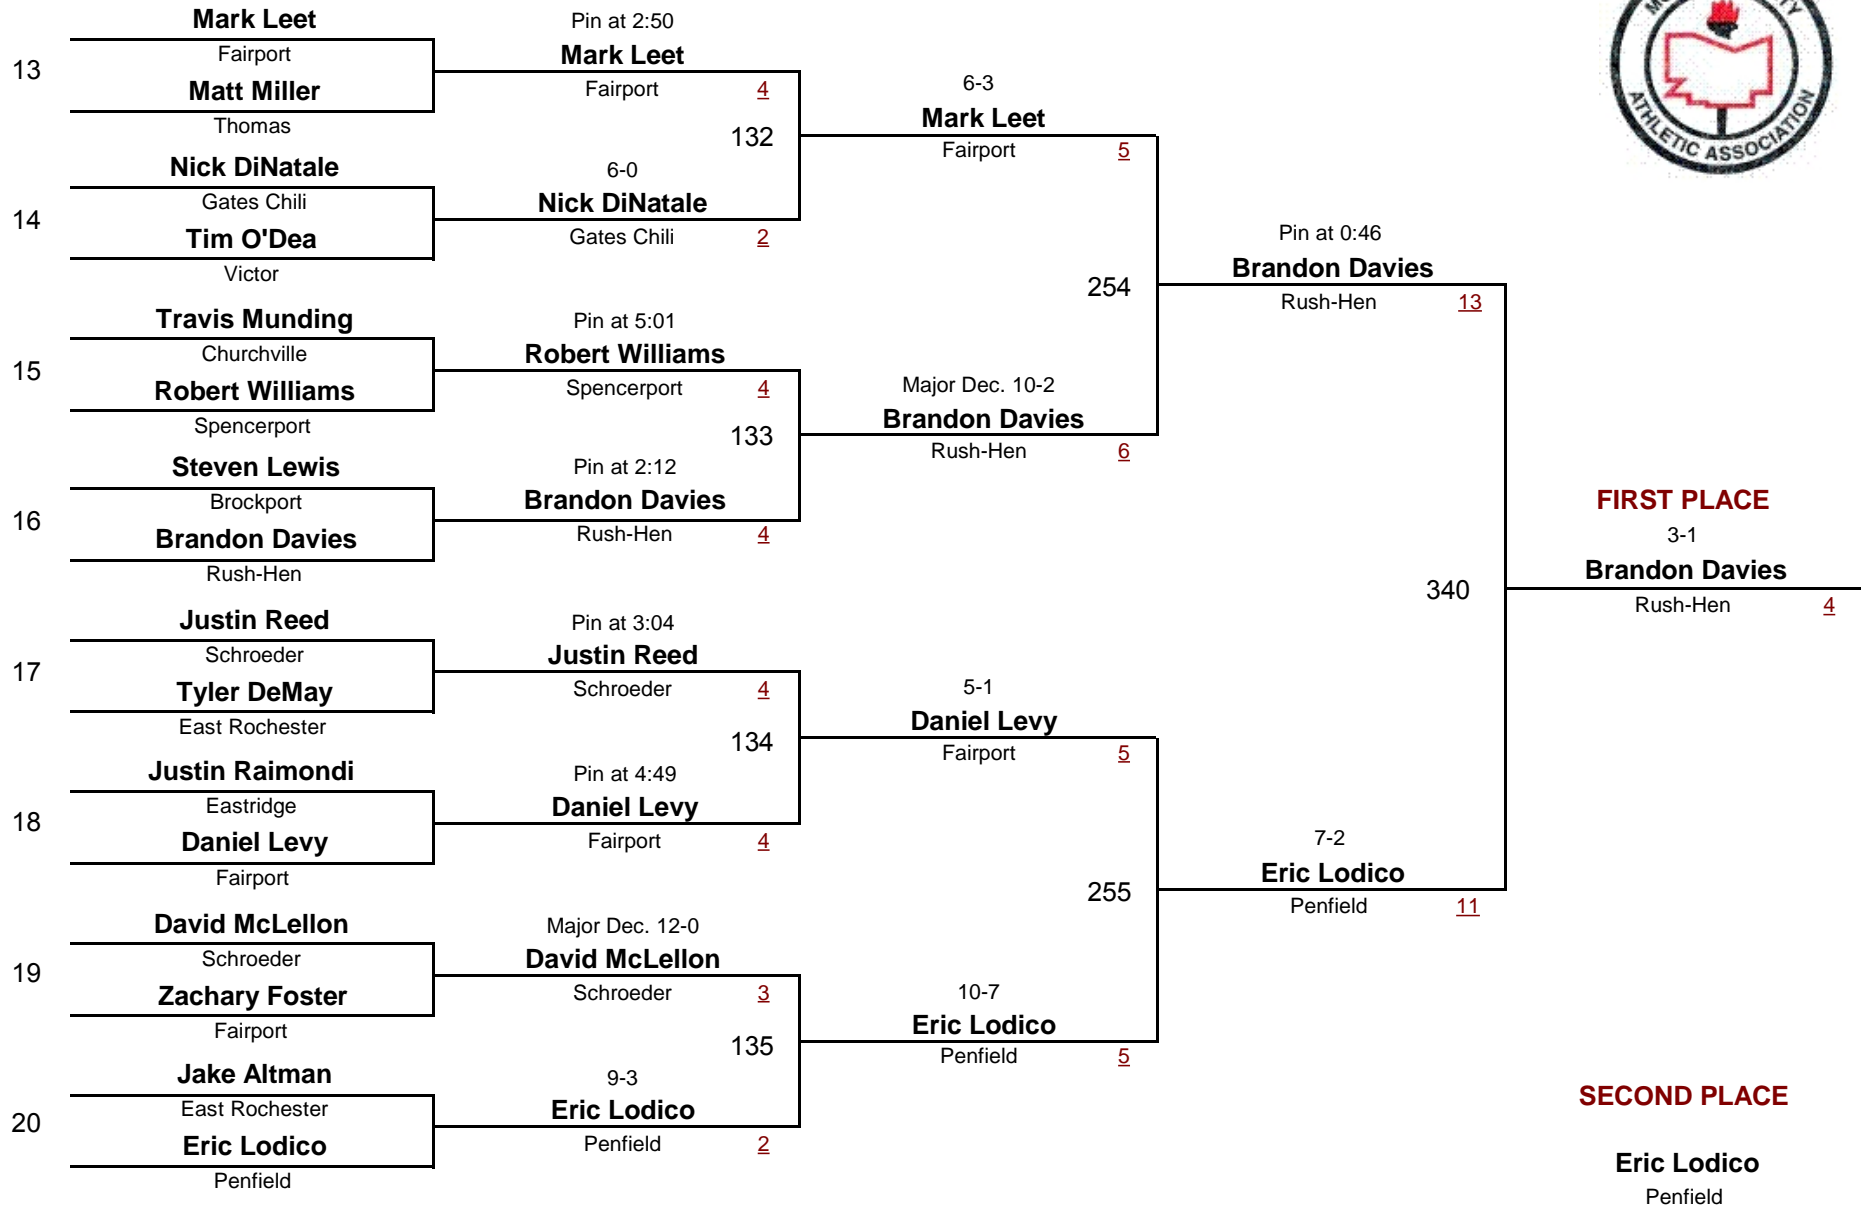 Mark Leet
Fairport
13
Matt Miller
Thomas
Nick DiNatale
Gates Chili
14
Tim O'Dea
Victor
Travis Munding
Churchville
15
Robert Williams
Spencerport
Steven Lewis
Brockport
16
Brandon Davies
Rush-Hen
Justin Reed
Schroeder
17
Tyler DeMay
East Rochester
Justin Raimondi
Eastridge
18
Daniel Levy
Fairport
David McLellon
Schroeder
19
Zachary Foster
Fairport
Jake Altman
East Rochester
20
Eric Lodico
Penfield
Pin at 2:50
Mark Leet
Fairport 4
132
6-0
Nick DiNatale
Gates Chili 2
Pin at 5:01
Robert Williams
Spencerport 4
133
Pin at 2:12
Brandon Davies
Rush-Hen 4
Pin at 3:04
Justin Reed
Schroeder 4
134
Pin at 4:49
Daniel Levy
Fairport 4
Major Dec. 12-0
David McLellon
Schroeder 3
135
9-3
Eric Lodico
Penfield 2
6-3
Mark Leet
Fairport 5
254
Major Dec. 10-2
Brandon Davies
Rush-Hen 6
5-1
Daniel Levy
Fairport 5
255
10-7
Eric Lodico
Penfield 5
Pin at 0:46
Brandon Davies
Rush-Hen 13
340
7-2
Eric Lodico
Penfield 11
ATHLETIC ASSOCIATION
FIRST PLACE
3-1
Brandon Davies
Rush-Hen 4
SECOND PLACE
Eric Lodico
Penfield